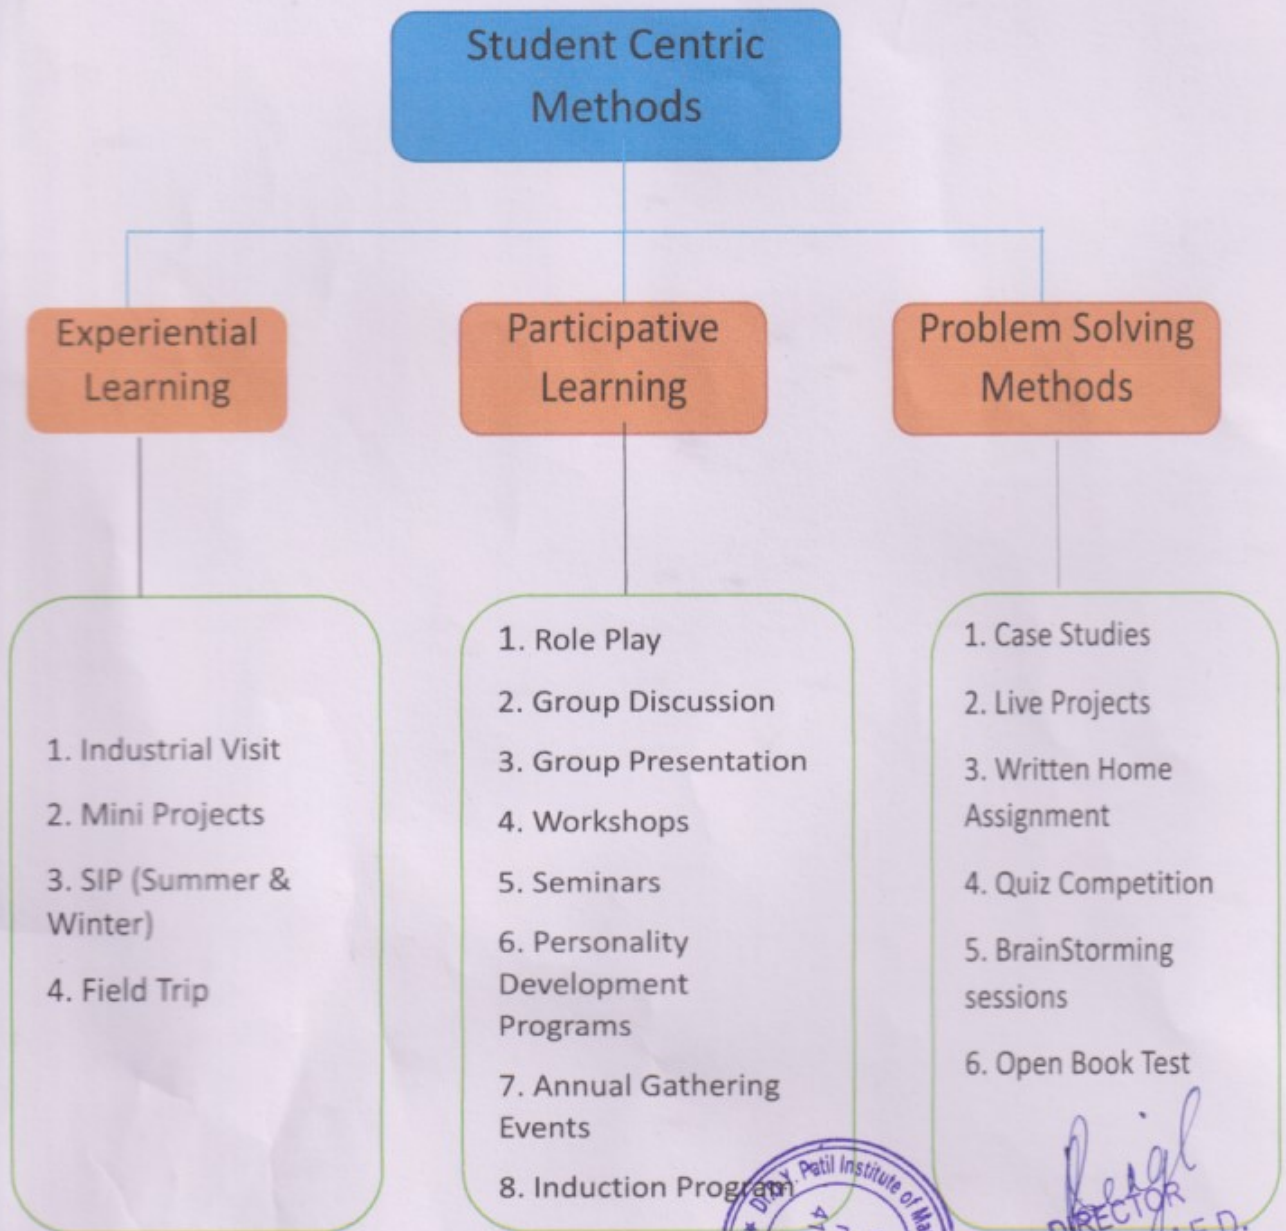 Student Centric
Methods
Experiential
Learning
Participative
Learning
Problem Solving
Methods
1. Industrial Visit
2. Mini Projects
3. SIP (Summer &
Winter)
4. Field Trip
1. Role Play
2. Group Discussion
3. Group Presentation
4. Workshops
5. Seminars
6. Personality
Development
Programs
7. Annual Gathering
Events
8. Induction Program
1. Case Studies
2. Live Projects
3. Written Home
Assignment
4. Quiz Competition
5. BrainStorming
sessions
6. Open Book Test
Patil Institute of
DIRECTOR